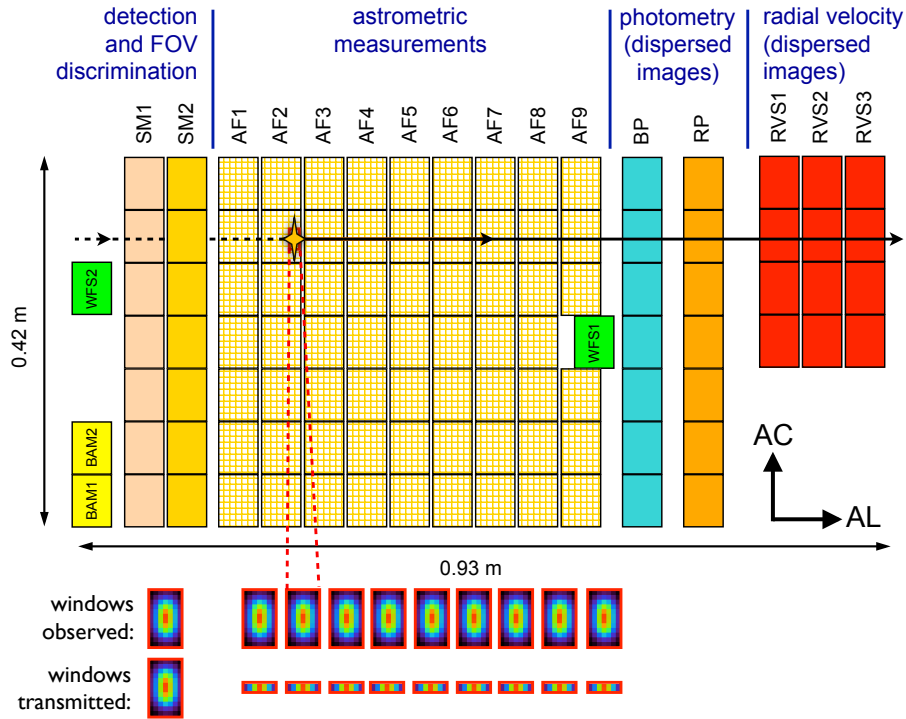 detection
and FOV
discrimination
astrometric
measurements
photometry
(dispersed
images)
radial velocity
(dispersed
images)
SM1
SM2
AF1
AF2
AF3
AF4
AF5
AF6
AF7
AF8
AF9
BP
RP
RVS1
RVS2
RVS3
WFS2
0.42 m
WFS1
BAM2
BAM1
AC
AL
0.93 m
windows
observed:
windows
transmitted: